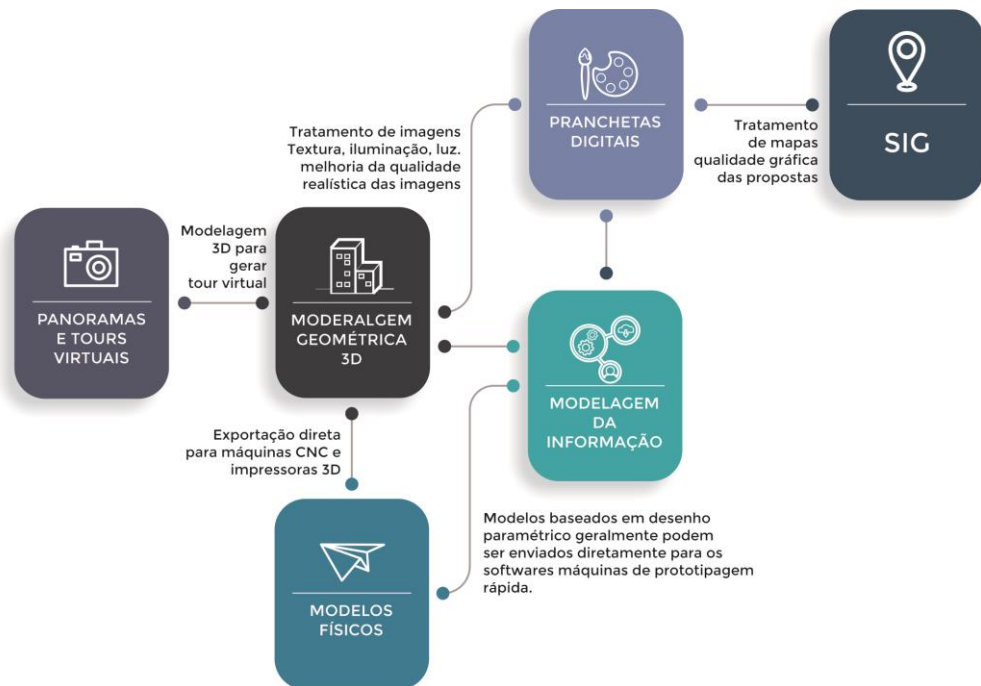 PRANCHETAS
DIGITAIS
SIG
Tratamento de imagens
Textura, iluminação, luz.
melhoria da qualidade
realística das imagens
Tratamento
de mapas
qualidade gráfica
das propostas
PANORAMAS
E TOURS
VIRTUAIS
Modelagem
3D para
gerar
tour virtual
MODERALGEM
GEOMÉTRICA
3D
MODELAGEM
DA
INFORMAÇÃO
Exportação direta
para máquinas CNC e
impressoras 3D
MODELOS
FÍSICOS
Modelos baseados em desenho
paramétrico geralmente podem
ser enviados diretamente para os
softwares máquinas de prototipagem
rápida.